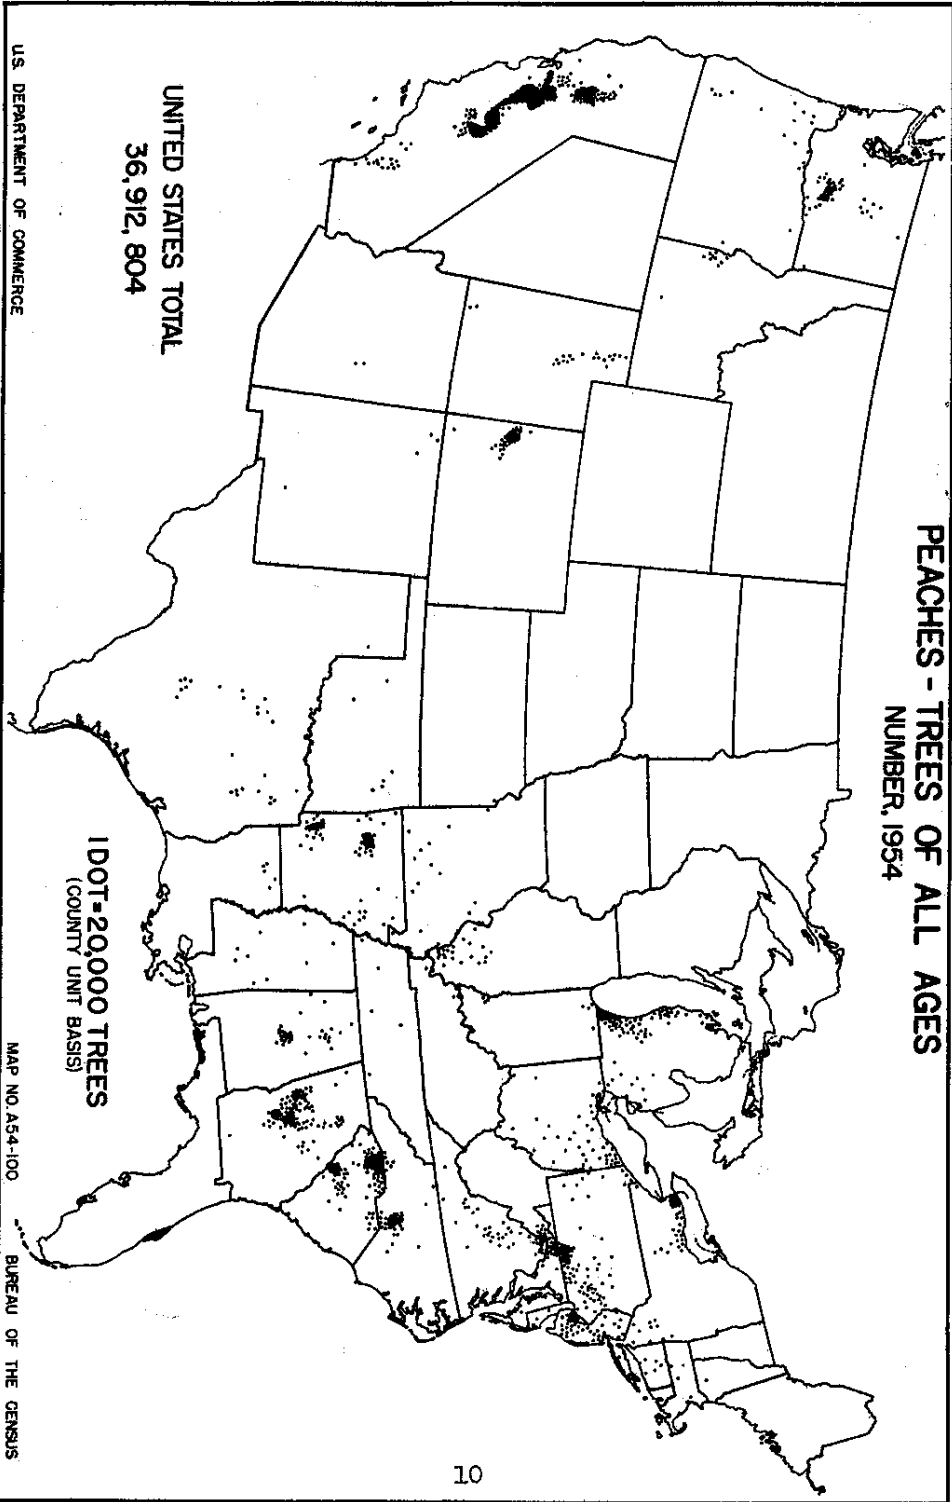 PEACHES - TREES OF ALL AGES
NUMBER, 1954
UNITED STATES TOTAL
36,912,804
1 DOT=20,000 TREES
(COUNTY UNIT BASIS)
U.S. DEPARTMENT OF COMMERCE
MAP NO. A54-100
BUREAU OF THE CENSUS
10